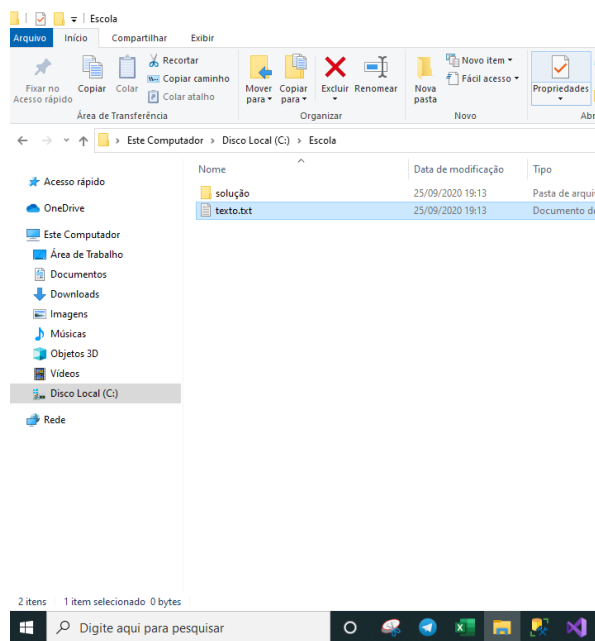 Escola
Arquivo Início Compartilhar Exibir
Fixar no Acesso rápido
Copiar
Colar
Recortar
Copiar caminho
Colar atalho
Mover para
Copiar para
Excluir
Renomear
Nova pasta
Novo item
Fácil acesso
Propriedades
Área de Transferência Organizar Novo
Este Computador > Disco Local (C:) > Escola
Nome Data de modificação Tipo
solução 25/09/2020 19:13 Pasta de
texto.txt 25/09/2020 19:13 Documento
Acesso rápido
OneDrive
Este Computador
Área de Trabalho
Documentos
Downloads
Imagens
Músicas
Objetos 3D
Vídeos
Disco Local (C:)
Rede
2 itens 1 item selecionado 0 bytes
Digite aqui para pesquisar